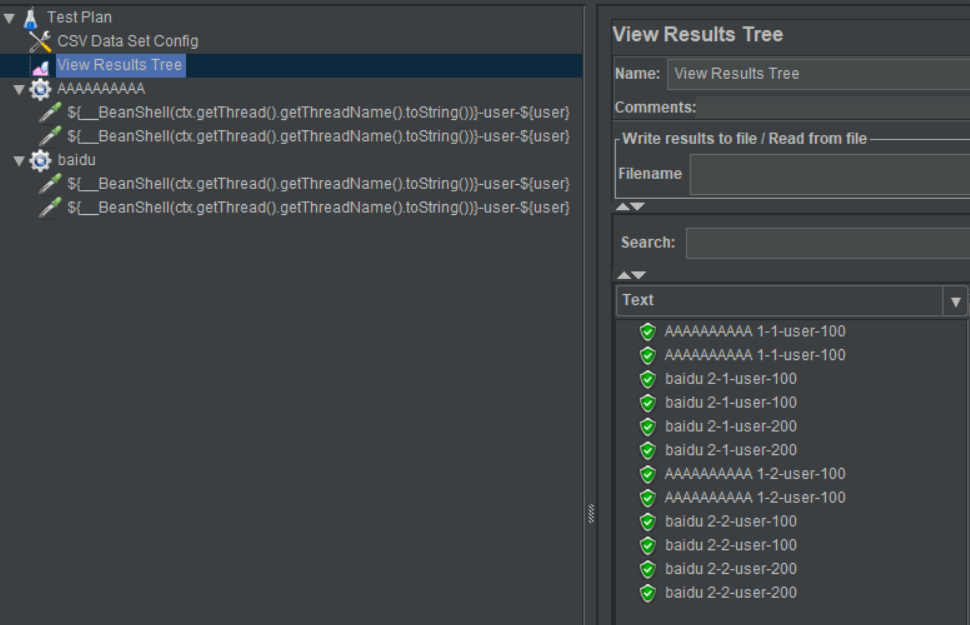 Test Plan
CSV Data Set Config
View Results Tree
AAAAAAAAAA
${__BeanShell(ctx.getThread().getThreadName().toString())}-user-${user}
${__BeanShell(ctx.getThread().getThreadName().toString())}-user-${user}
baidu
${__BeanShell(ctx.getThread().getThreadName().toString())}-user-${user}
${__BeanShell(ctx.getThread().getThreadName().toString())}-user-${user}
View Results Tree
Name: View Results Tree
Comments:
Write results to file / Read from file
Filename
Search:
Text
AAAAAAAAAA 1-1-user-100
AAAAAAAAAA 1-1-user-100
baidu 2-1-user-100
baidu 2-1-user-100
baidu 2-1-user-200
baidu 2-1-user-200
AAAAAAAAAA 1-2-user-100
AAAAAAAAAA 1-2-user-100
baidu 2-2-user-100
baidu 2-2-user-100
baidu 2-2-user-200
baidu 2-2-user-200